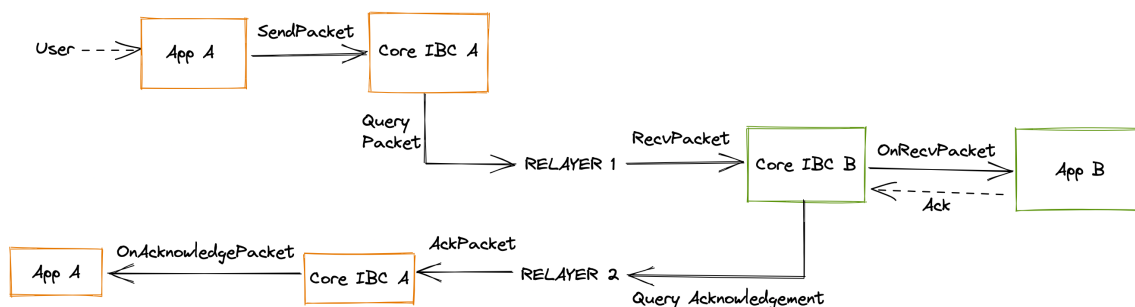 SendPacket
User
App A
Core IBC A
Query
Packet
RELAYER 1
RecvPacket
Core IBC B
OnRecvPacket
App B
Ack
OnAcknowledgePacket
AckPacket
App A
Core IBC A
RELAYER 2
Query Acknowledgement